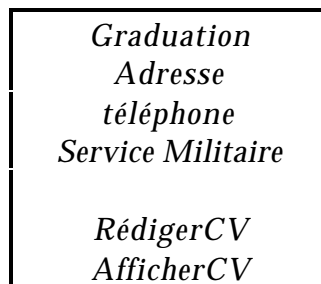 Graduation
Adresse
téléphone
Service Militaire
RédigerCV
AfficherCV